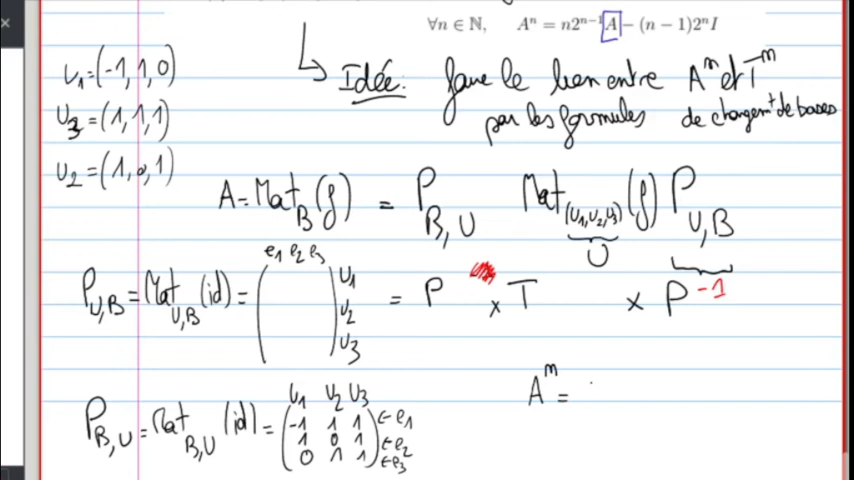 ∀n ∈ ℕ, Aⁿ = n2ⁿ⁻¹A − (n − 1)2ⁿI
Idée: faire le lien entre Aⁿ et Tⁿ
par les formules de changem^t de bases
U₁=(-1,1,0)
U₃=(1,1,1)
U₂=(1,0,1)
A = Mat_B(f) = P_{B,U} Mat_{(U₁,U₂,U₃)}(f) P_{U,B}
U
e₁ e₂ e₃
P_{U,B} = Mat_{U,B}(id) = ( ) U₁ U₂ U₃ = P × T × P⁻¹
Aⁿ =
U₁ U₂ U₃
P_{B,U} = Mat_{B,U}(id) = (-1 1 1) ∈ e₁
(1 0 1) ∈ e₂
(0 1 1) ∈ e₃